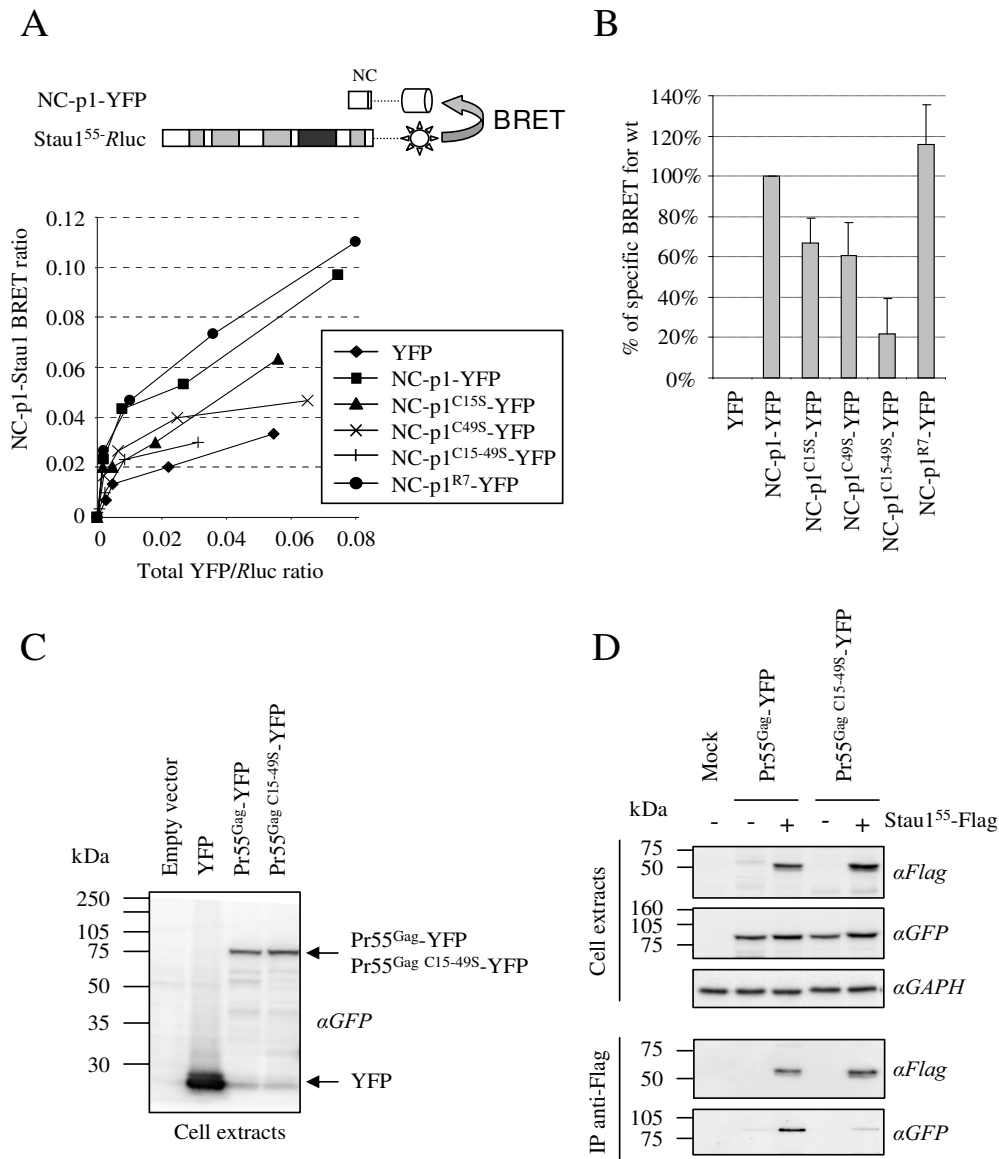 A
NC
NC-p1-YFP
Stau1⁵⁵-Rluc
BRET
NC-p1-Stau1 BRET ratio
0.12
0.10
0.08
0.06
0.04
0.02
0
0 0.02 0.04 0.06 0.08
Total YFP/Rluc ratio
YFP
NC-p1-YFP
NC-p1ᶜ¹⁵ˢ-YFP
NC-p1ᶜ⁴⁹ˢ-YFP
NC-p1ᶜ¹⁵⁻⁴⁹ˢ-YFP
NC-p1ᴿ⁷-YFP
B
% of specific BRET for wt
140%
120%
100%
80%
60%
40%
20%
0%
YFP
NC-p1-YFP
NC-p1ᶜ¹⁵ˢ-YFP
NC-p1ᶜ⁴⁹ˢ-YFP
NC-p1ᶜ¹⁵⁻⁴⁹ˢ-YFP
NC-p1ᴿ⁷-YFP
C
kDa
Empty vector
YFP
Pr55ᴳᵃᵍ-YFP
Pr55ᴳᵃᵍ ᶜ¹⁵⁻⁴⁹ˢ-YFP
250
105
75
50
35
30
Pr55ᴳᵃᵍ-YFP
Pr55ᴳᵃᵍ ᶜ¹⁵⁻⁴⁹ˢ-YFP
αGFP
YFP
Cell extracts
D
kDa
Mock
Pr55ᴳᵃᵍ-YFP
Pr55ᴳᵃᵍ ᶜ¹⁵⁻⁴⁹ˢ-YFP
- - + - + Stau1⁵⁵-Flag
Cell extracts
75
50
αFlag
160
105
75
αGFP
αGAPH
IP anti-Flag
75
50
αFlag
105
75
αGFP